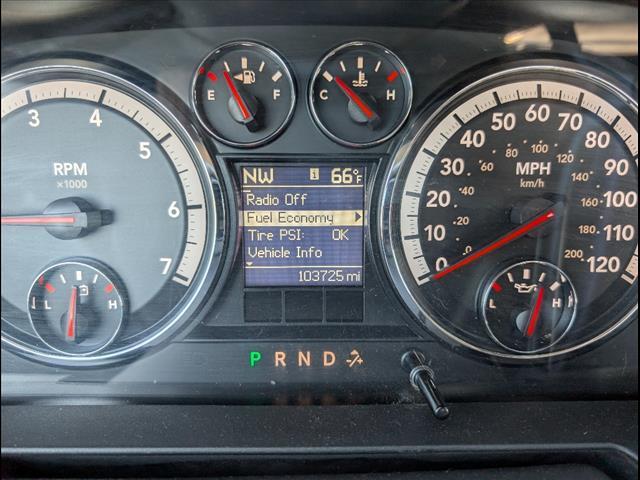 E F
C H
3 4 5 6 7
RPM
×1000
L H
NW 66°F
Radio Off
Fuel Economy
Tire PSI: OK
Vehicle Info
103725 mi
0 10 20 30 40 50 60 70 80 90 100 110 120
0 20 40 60 80 100 120 140 160 180 200
MPH
km/h
L H
P R N D